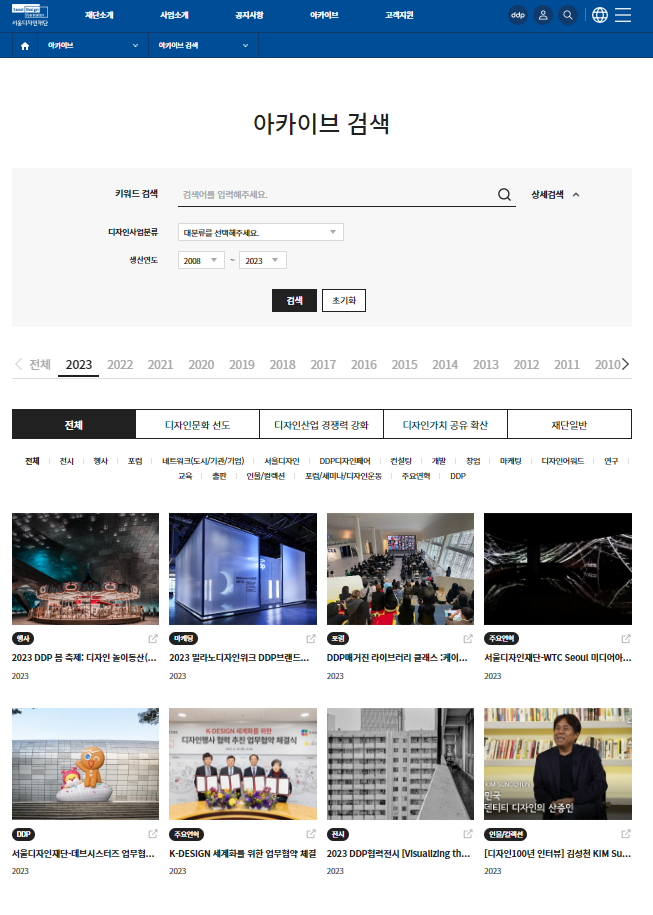 Seoul Design
서울디자인재단
재단소개 사업소개 공지사항 아카이브 고객지원
ddp
아카이브 아카이브 검색
아카이브 검색
키워드 검색 검색어를 입력해주세요. 상세검색
디자인사업분류 대분류를 선택해주세요.
생산연도 2008 ~ 2023
검색 초기화
전체 2023 2022 2021 2020 2019 2018 2017 2016 2015 2014 2013 2012 2011 2010
전체 디자인문화 선도 디자인산업 경쟁력 강화 디자인가치 공유 확산 재단일반
전체 전시 행사 포럼 네트워크(도시/기관/기업) 서울디자인 DDP디자인페어 컨설팅 개발 창업 마케팅 디자인어워드 연구
교육 출판 인물/컬렉션 포럼/세미나/디자인운동 주요연혁 DDP
행사 마케팅 포럼 주요연혁
2023 DDP 봄 축제: 디자인 놀이동산(... 2023 밀라노디자인위크 DDP브랜드... DDP매거진 라이브러리 클래스 :케이... 서울디자인재단-WTC Seoul 미디어아...
2023 2023 2023 2023
K-DESIGN 세계화를 위한
디자인행사 협력 추진 업무협약 체결식
KIM SUNGCHUN
민국
덴티티 디자인의 산증인
DDP 주요연혁 전시 인물/컬렉션
서울디자인재단-데브시스터즈 업무협... K-DESIGN 세계화를 위한 업무협약 체결 2023 DDP협력전시 [Visualizing th... [디자인100년 인터뷰] 김성천 KIM Su...
2023 2023 2023 2023